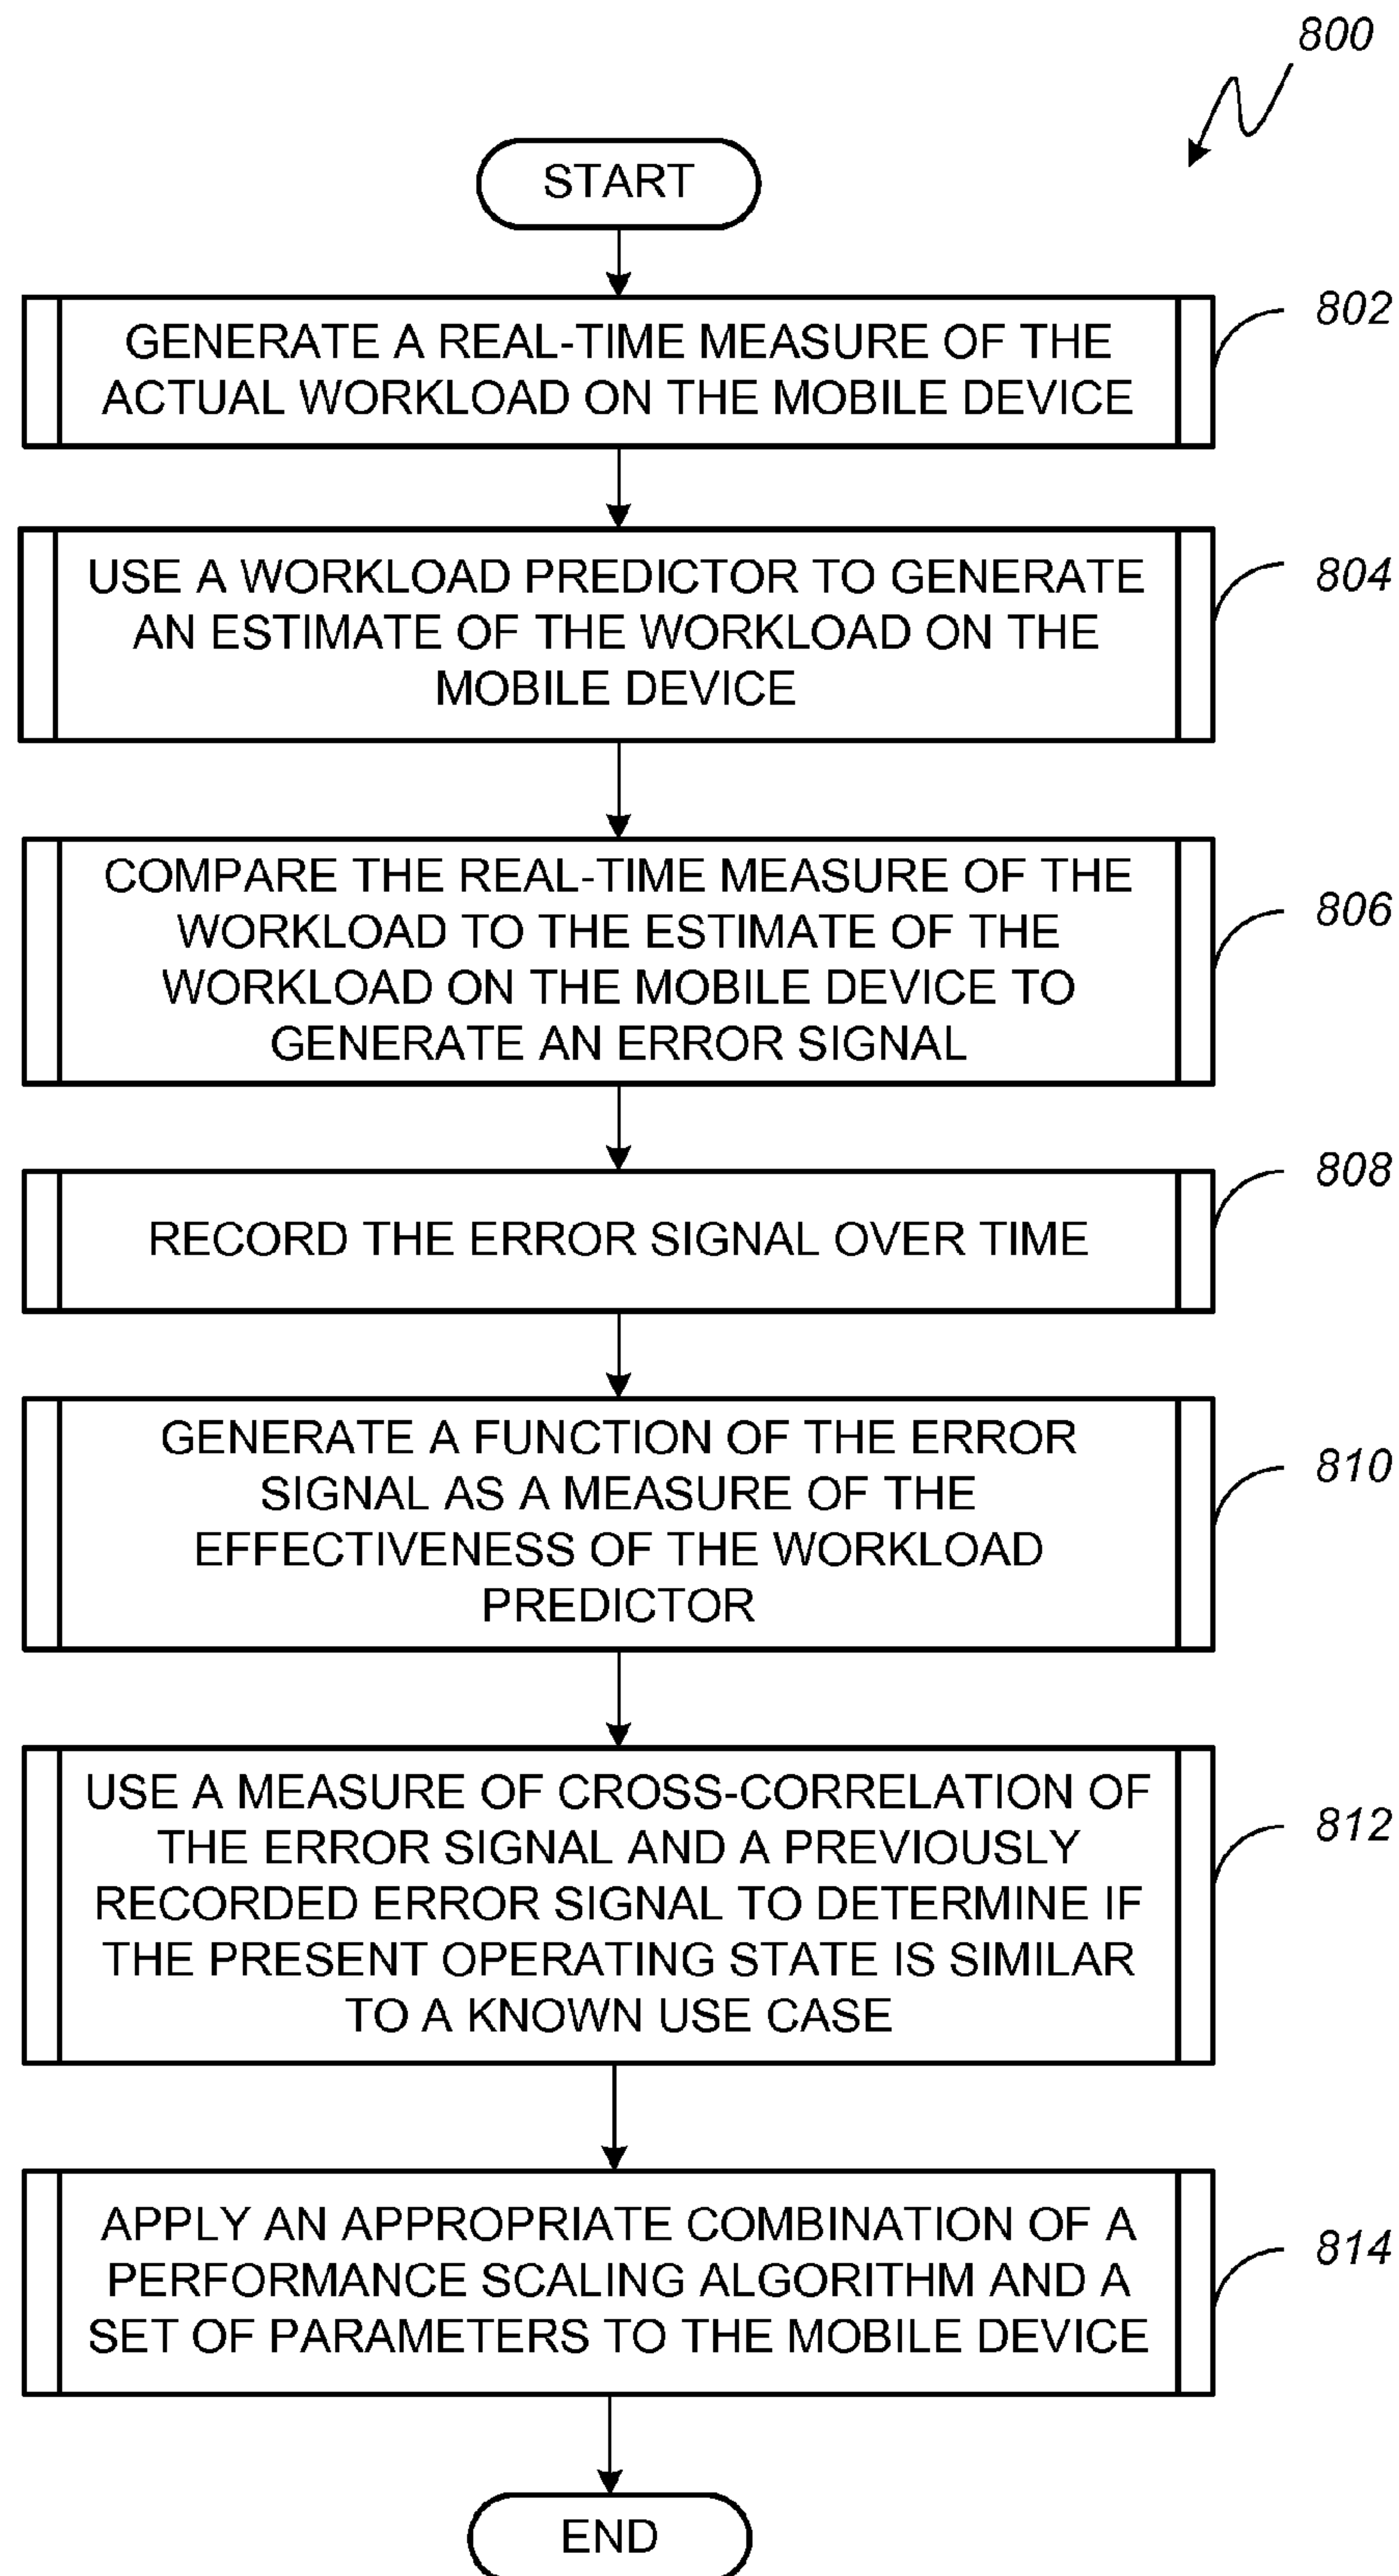 800
START
GENERATE A REAL-TIME MEASURE OF THE
ACTUAL WORKLOAD ON THE MOBILE DEVICE
802
USE A WORKLOAD PREDICTOR TO GENERATE
AN ESTIMATE OF THE WORKLOAD ON THE
MOBILE DEVICE
804
COMPARE THE REAL-TIME MEASURE OF THE
WORKLOAD TO THE ESTIMATE OF THE
WORKLOAD ON THE MOBILE DEVICE TO
GENERATE AN ERROR SIGNAL
806
RECORD THE ERROR SIGNAL OVER TIME
808
GENERATE A FUNCTION OF THE ERROR
SIGNAL AS A MEASURE OF THE
EFFECTIVENESS OF THE WORKLOAD
PREDICTOR
810
USE A MEASURE OF CROSS-CORRELATION OF
THE ERROR SIGNAL AND A PREVIOUSLY
RECORDED ERROR SIGNAL TO DETERMINE IF
THE PRESENT OPERATING STATE IS SIMILAR
TO A KNOWN USE CASE
812
APPLY AN APPROPRIATE COMBINATION OF A
PERFORMANCE SCALING ALGORITHM AND A
SET OF PARAMETERS TO THE MOBILE DEVICE
814
END